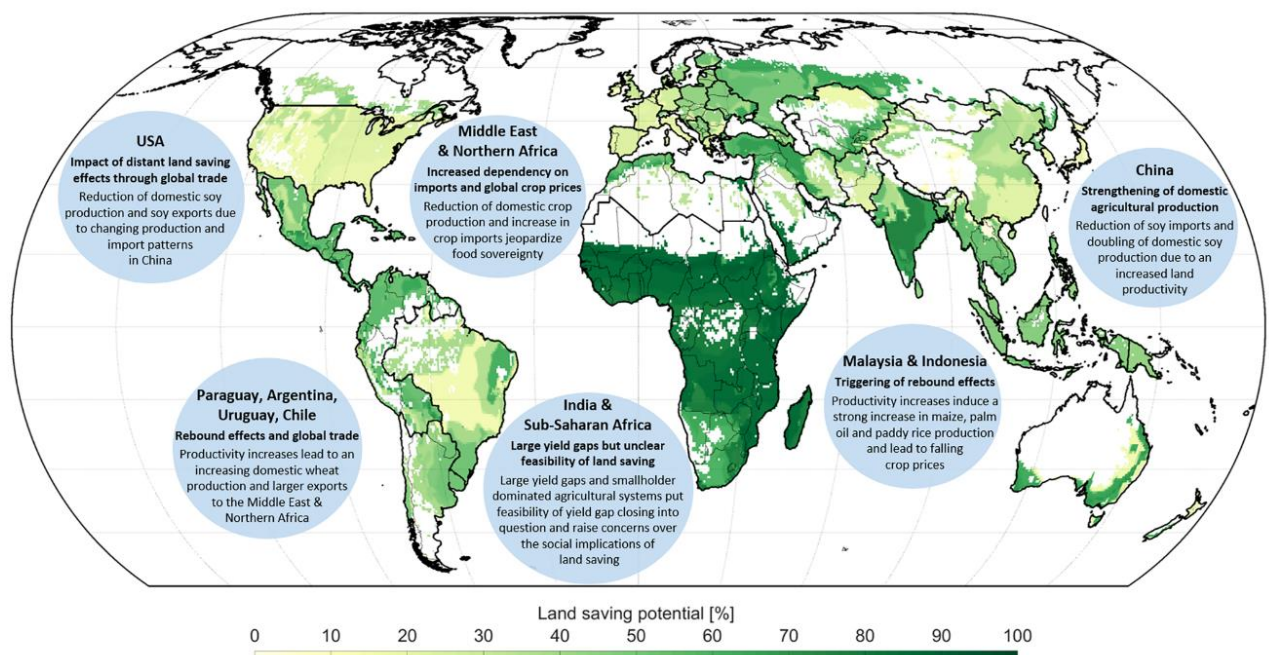 USA
Impact of distant land saving
effects through global trade
Reduction of domestic soy
production and soy exports due
to changing production and
import patterns
in China
Middle East
& Northern Africa
Increased dependency on
imports and global crop prices
Reduction of domestic crop
production and increase in
crop imports jeopardize
food sovereignty
China
Strengthening of domestic
agricultural production
Reduction of soy imports and
doubling of domestic soy
production due to an
increased land
productivity
Paraguay, Argentina,
Uruguay, Chile
Rebound effects and global trade
Productivity increases lead to an
increasing domestic wheat
production and larger exports
to the Middle East &
Northern Africa
India &
Sub-Saharan Africa
Large yield gaps but unclear
feasibility of land saving
Large yield gaps and smallholder
dominated agricultural systems put
feasibility of yield gap closing into
question and raise concerns over
the social implications of
land saving
Malaysia & Indonesia
Triggering of rebound effects
Productivity increases induce a
strong increase in maize, palm
oil and paddy rice production
and lead to falling
crop prices
Land saving potential [%]
0 10 20 30 40 50 60 70 80 90 100